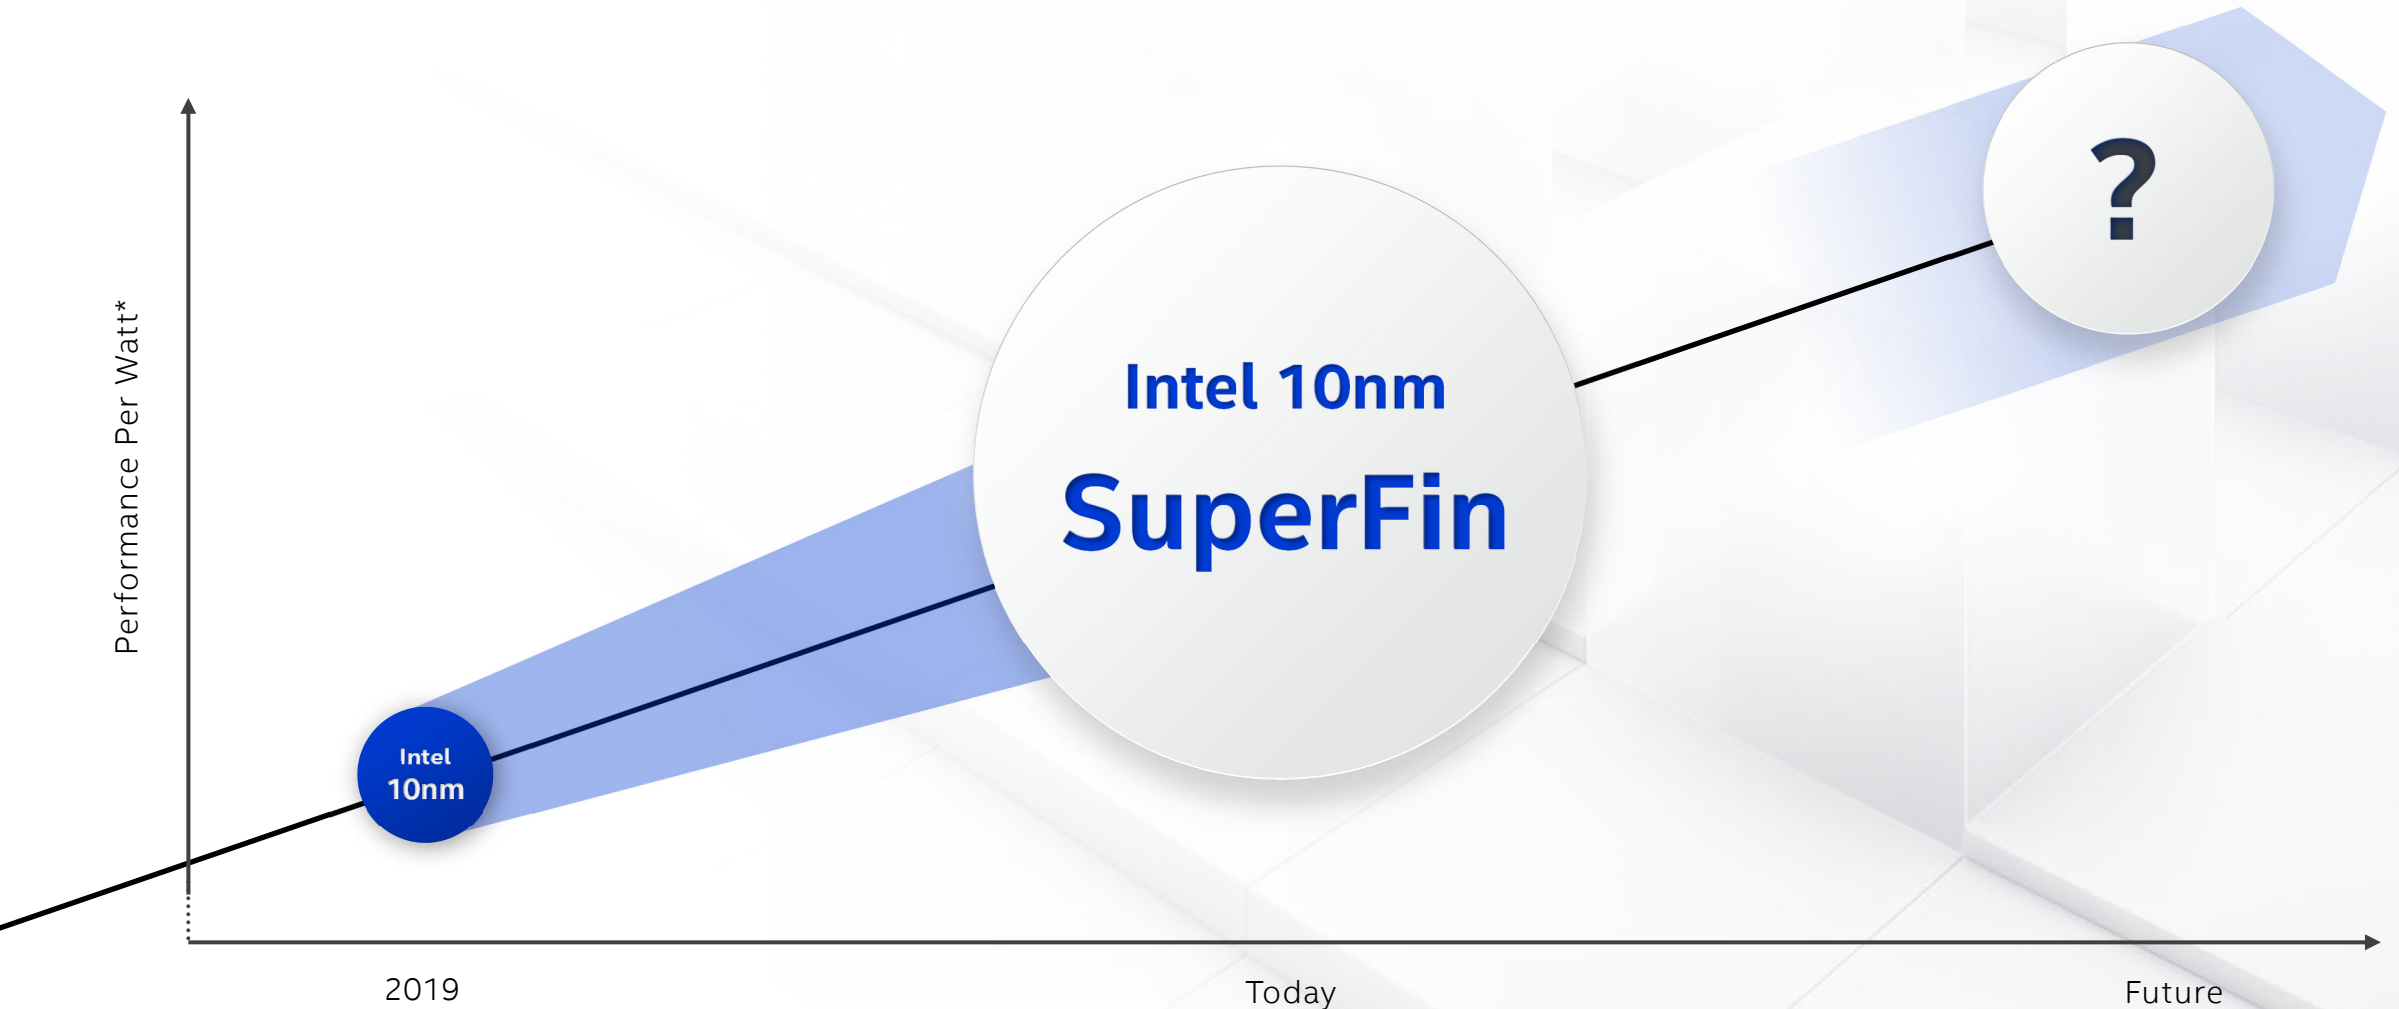 Performance Per Watt*
?
Intel 10nm
SuperFin
Intel
10nm
2019
Today
Future